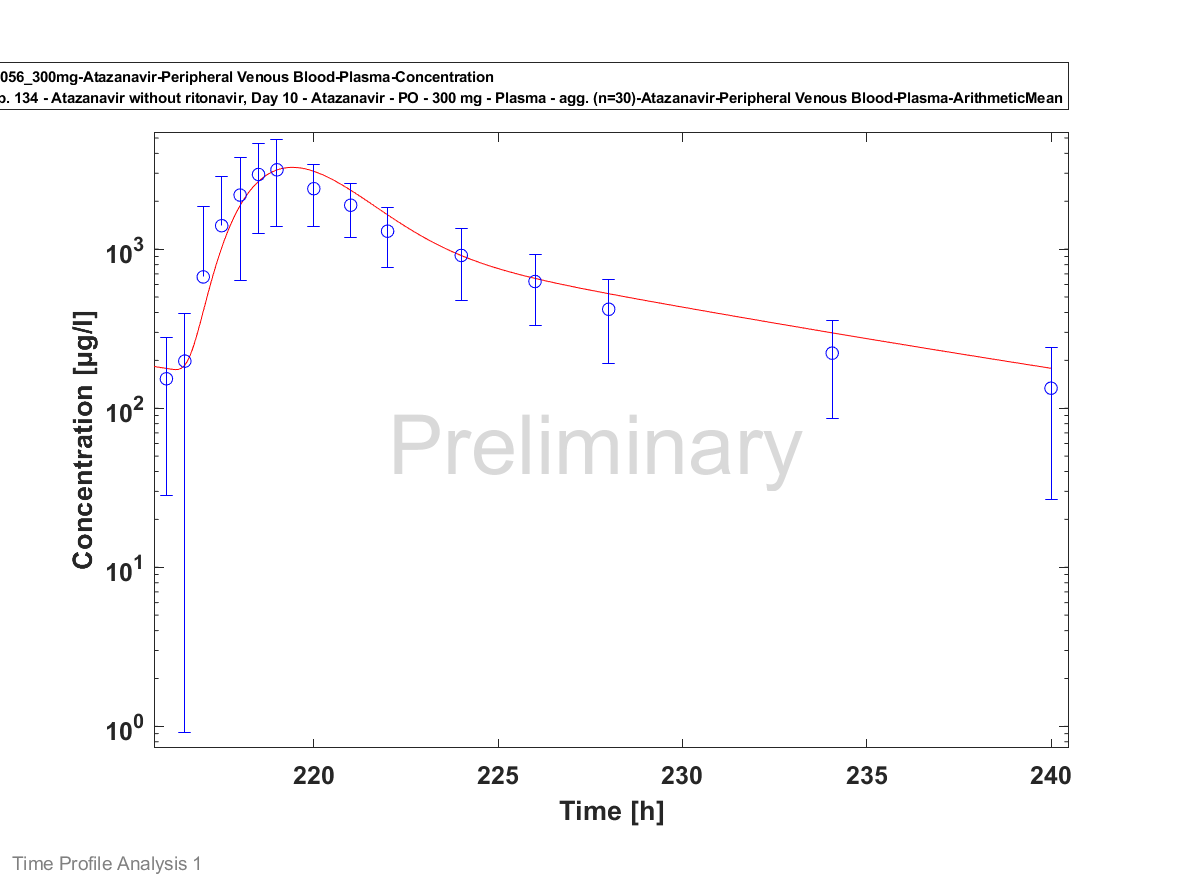 056_300mg-Atazanavir-Peripheral Venous Blood-Plasma-Concentration
p. 134 - Atazanavir without ritonavir, Day 10 - Atazanavir - PO - 300 mg - Plasma - agg. (n=30)-Atazanavir-Peripheral Venous Blood-Plasma-ArithmeticMean
10³
10²
10¹
10⁰
Concentration [µg/l]
Preliminary
220 225 230 235 240
Time [h]
Time Profile Analysis 1